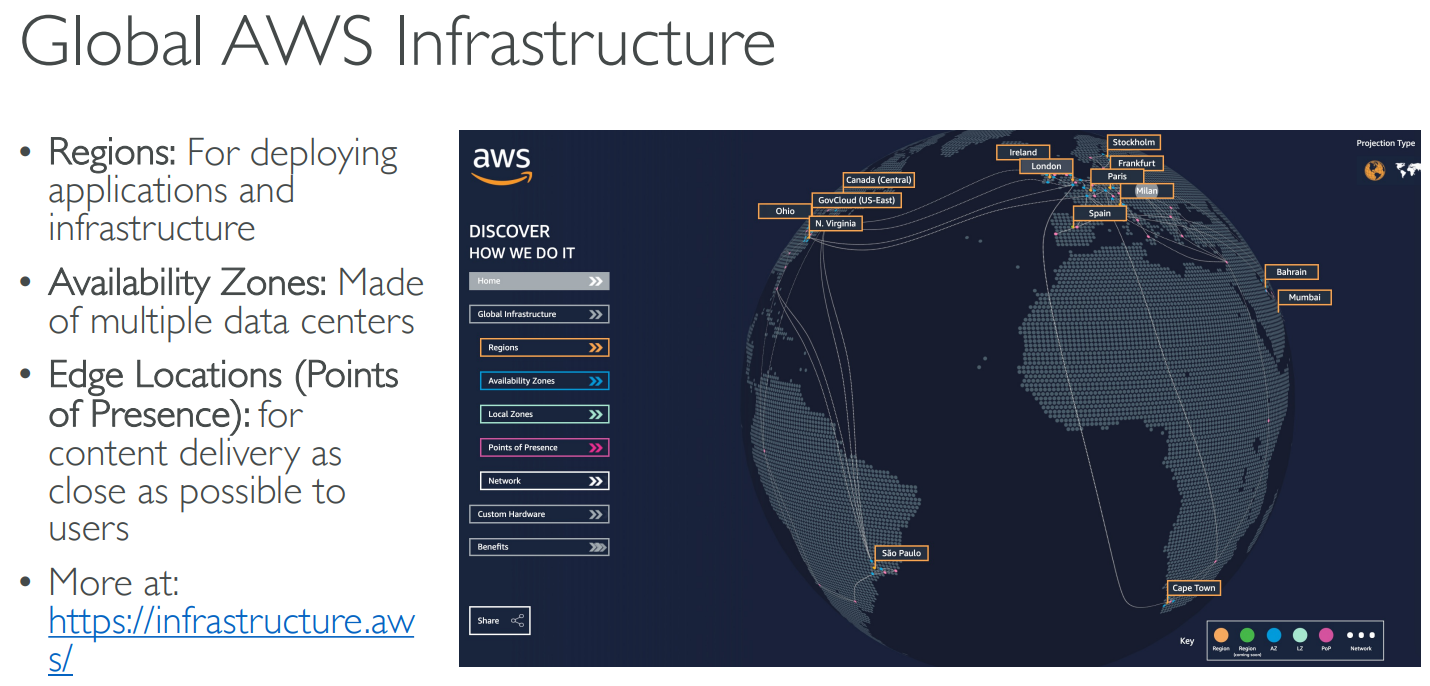 Global AWS Infrastructure
• Regions: For deploying
applications and
infrastructure
• Availability Zones: Made
of multiple data centers
• Edge Locations (Points
of Presence): for
content delivery as
close as possible to
users
• More at:
https://infrastructure.aw
s/
aws
DISCOVER
HOW WE DO IT
Home
Global Infrastructure
Regions
Availability Zones
Local Zones
Points of Presence
Network
Custom Hardware
Benefits
Share
Projection Type
Stockholm
Ireland
London
Frankfurt
Paris
Milan
Spain
Canada (Central)
GovCloud (US-East)
Ohio
N. Virginia
Bahrain
Mumbai
São Paulo
Cape Town
Key
Region
Region
(coming soon)
AZ
LZ
PoP
Network